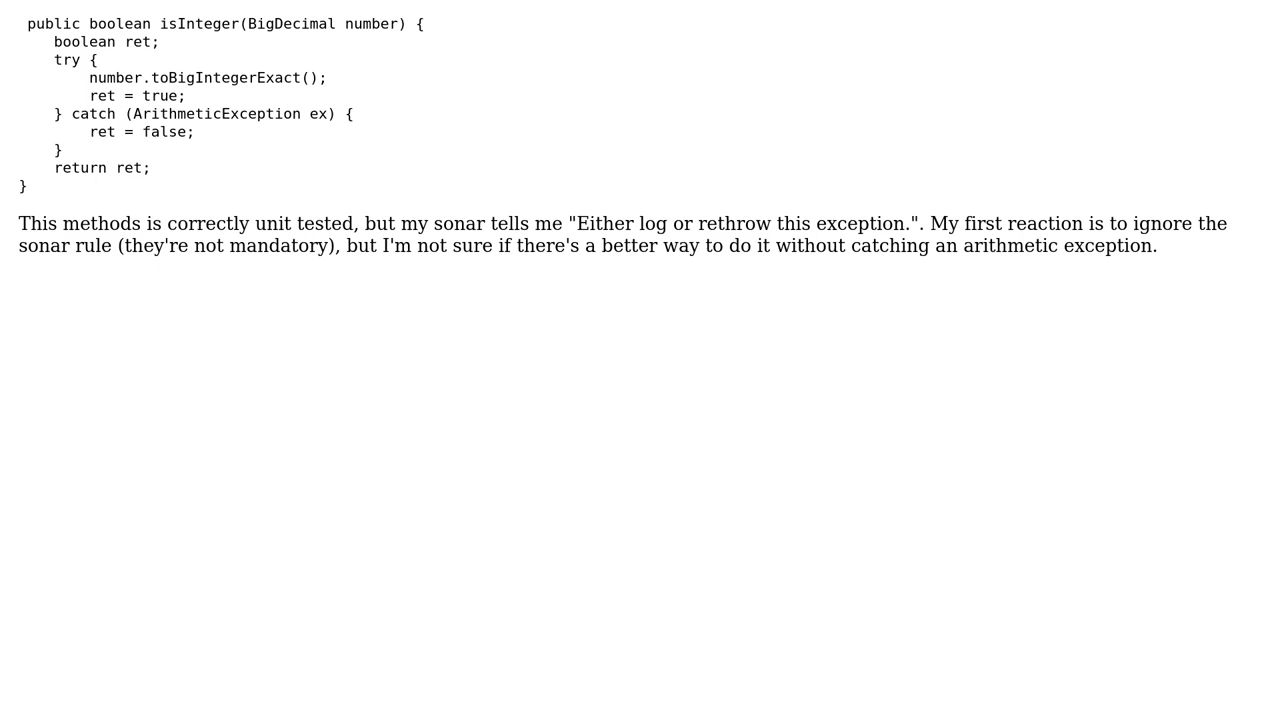 public boolean isInteger(BigDecimal number) {
    boolean ret;
    try {
        number.toBigIntegerExact();
        ret = true;
    } catch (ArithmeticException ex) {
        ret = false;
    }
    return ret;
}
This methods is correctly unit tested, but my sonar tells me "Either log or rethrow this exception.". My first reaction is to ignore the
sonar rule (they're not mandatory), but I'm not sure if there's a better way to do it without catching an arithmetic exception.